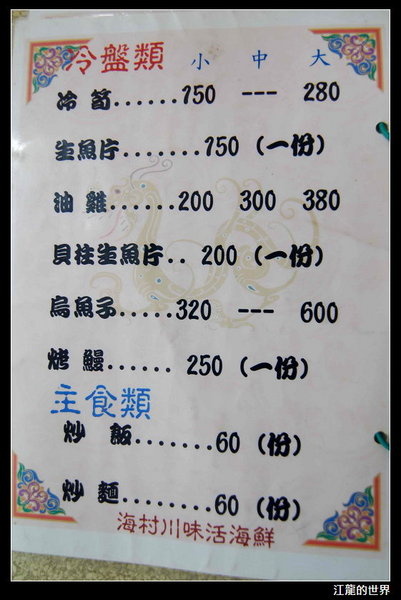 冷盤類 小 中 大
冷筍......150 --- 280
生魚片.......150 (一份)
油雞......200 300 380
貝柱生魚片.. 200 (一份)
烏魚子.....320 --- 600
烤鰻...... 250 (一份)
主食類
炒飯........60 (份)
炒麵........60 (份)
海村川味活海鮮
江龍的世界